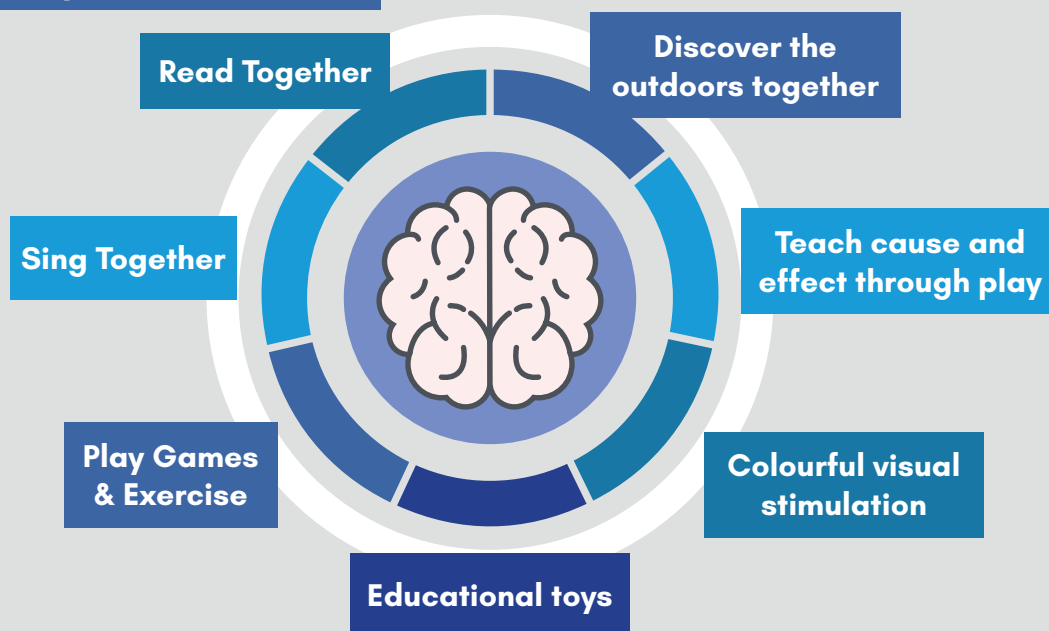 Read Together
Discover the
outdoors together
Sing Together
Teach cause and
effect through play
Play Games
& Exercise
Colourful visual
stimulation
Educational toys